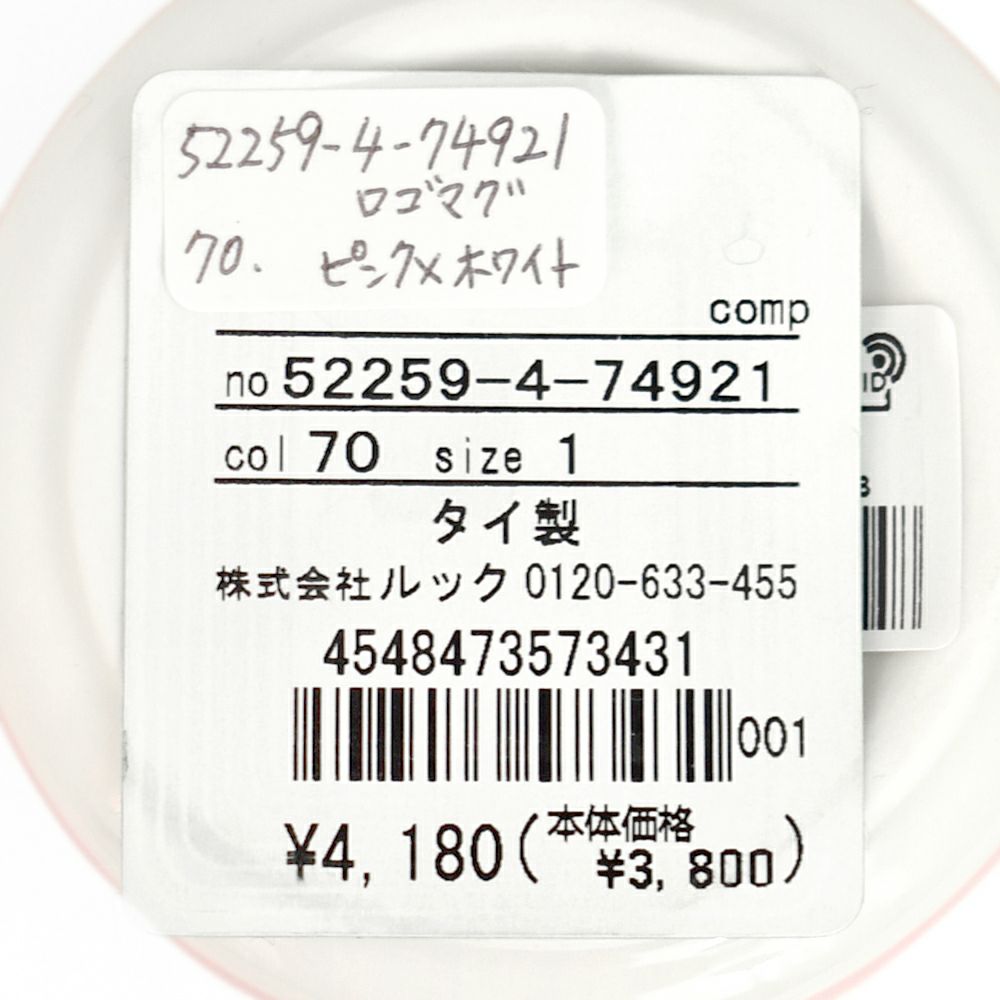 52259-4-74921
ロゴマグ
70. ピンク×ホワイト
comp
no 52259-4-74921
col 70 size 1
タイ製
株式会社ルック 0120-633-455
4548473573431
001
¥4,180(本体価格 ¥3,800)
ID